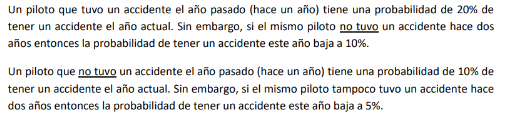 Un piloto que tuvo un accidente el año pasado (hace un año) tiene una probabilidad de 20% de
tener un accidente el año actual. Sin embargo, si el mismo piloto no tuvo un accidente hace dos
años entonces la probabilidad de tener un accidente este año baja a 10%.
Un piloto que no tuvo un accidente el año pasado (hace un año) tiene una probabilidad de 10% de
tener un accidente el año actual. Sin embargo, si el mismo piloto tampoco tuvo un accidente hace
dos años entonces la probabilidad de tener un accidente este año baja a 5%.